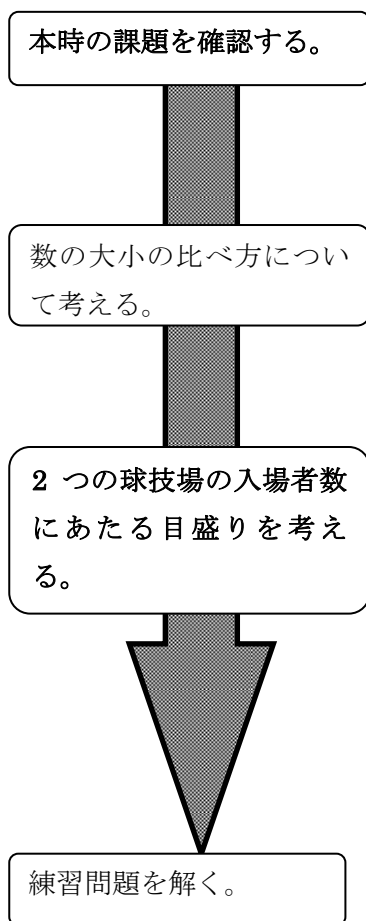 本時の課題を確認する。
数の大小の比べ方につい
て考える。
2 つの球技場の入場者数
にあたる目盛りを考え
る。
練習問題を解く。